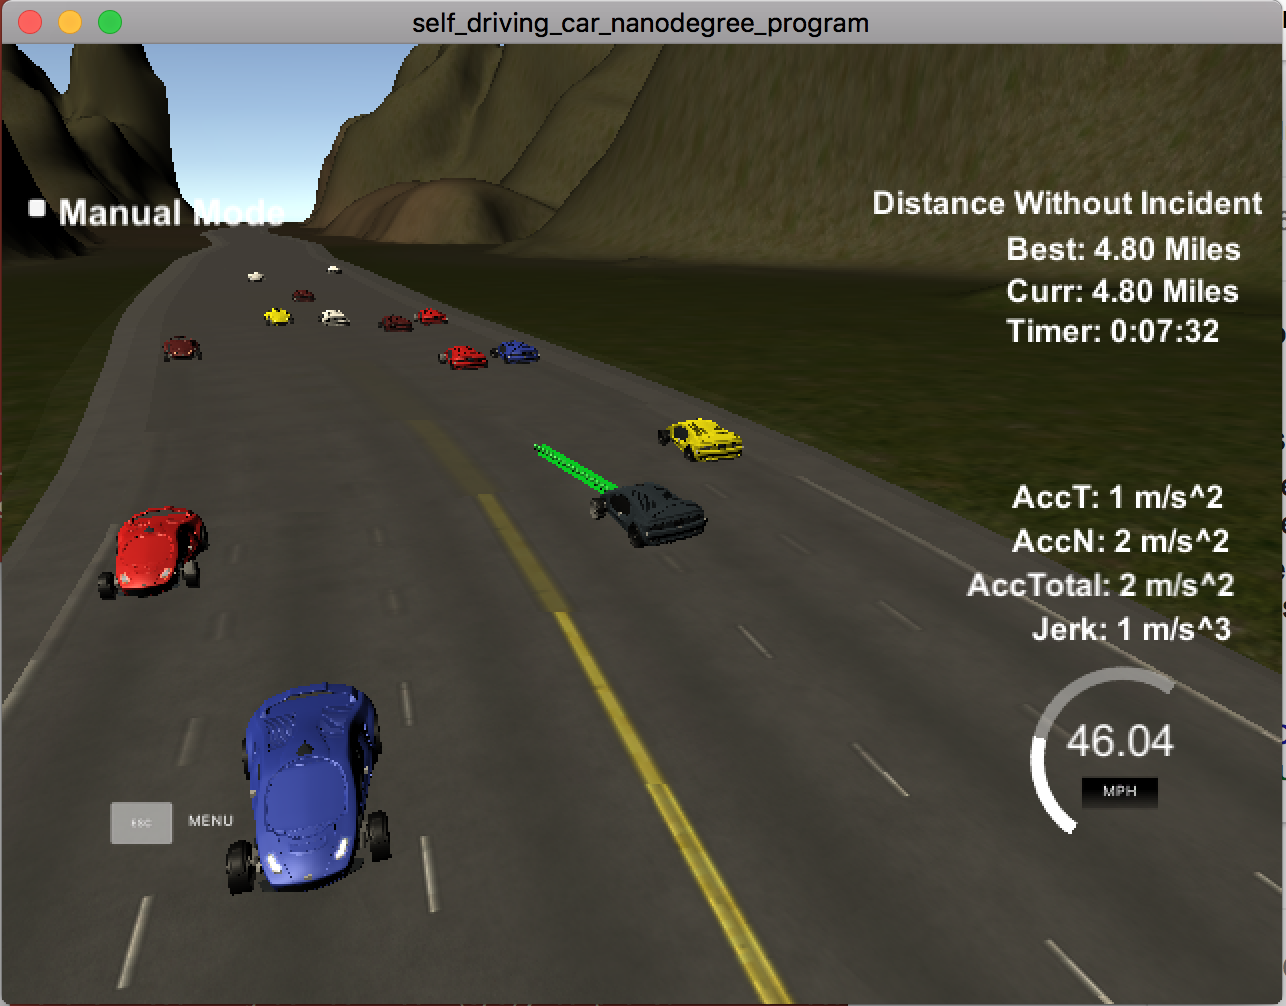 self_driving_car_nanodegree_program
Manual Mode
Distance Without Incident
Best: 4.80 Miles
Curr: 4.80 Miles
Timer: 0:07:32
AccT: 1 m/s^2
AccN: 2 m/s^2
AccTotal: 2 m/s^2
Jerk: 1 m/s^3
46.04
MPH
ESC MENU